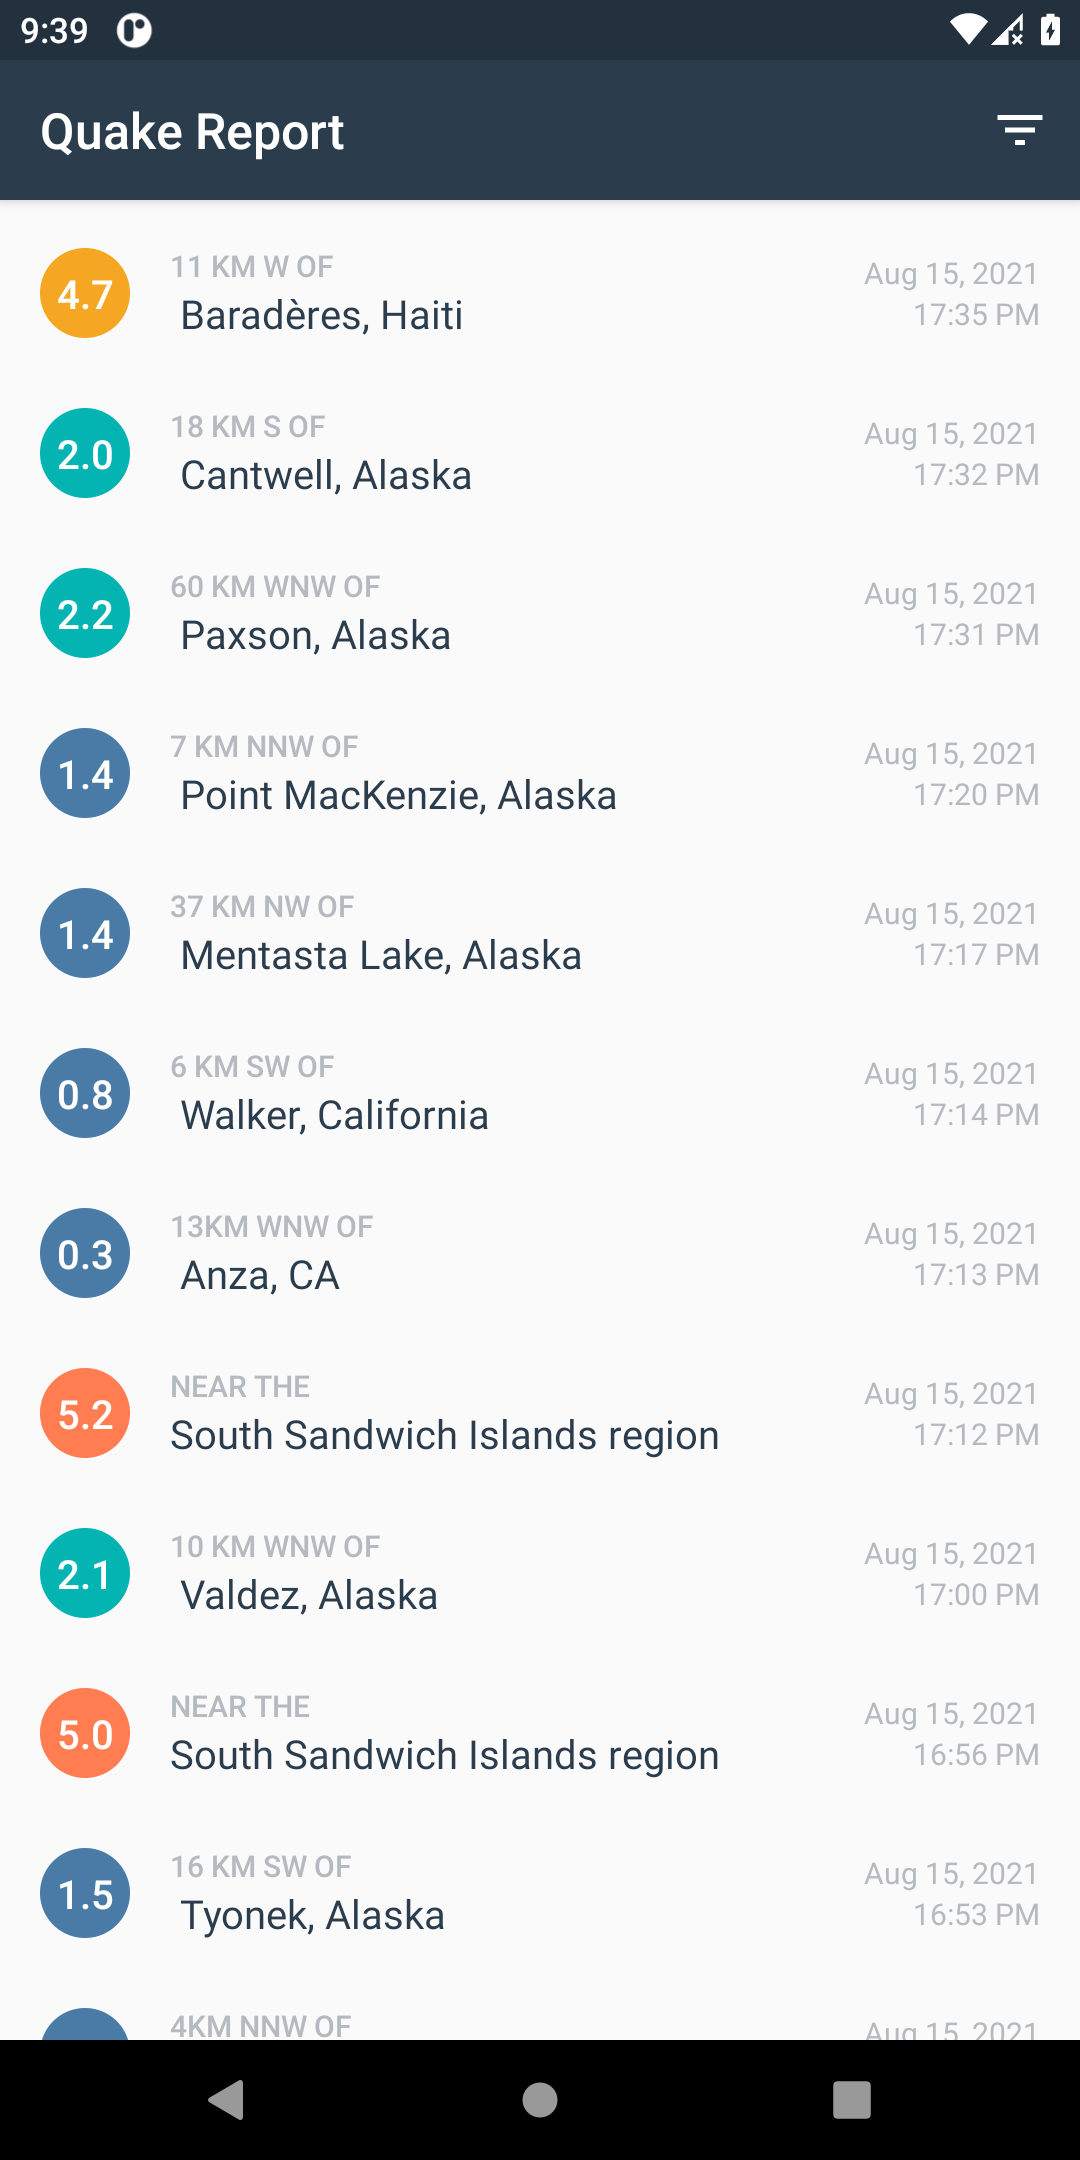 9:39
Quake Report
4.7
11 KM W OF
Baradères, Haiti
Aug 15, 2021
17:35 PM
2.0
18 KM S OF
Cantwell, Alaska
Aug 15, 2021
17:32 PM
2.2
60 KM WNW OF
Paxson, Alaska
Aug 15, 2021
17:31 PM
1.4
7 KM NNW OF
Point MacKenzie, Alaska
Aug 15, 2021
17:20 PM
1.4
37 KM NW OF
Mentasta Lake, Alaska
Aug 15, 2021
17:17 PM
0.8
6 KM SW OF
Walker, California
Aug 15, 2021
17:14 PM
0.3
13KM WNW OF
Anza, CA
Aug 15, 2021
17:13 PM
5.2
NEAR THE
South Sandwich Islands region
Aug 15, 2021
17:12 PM
2.1
10 KM WNW OF
Valdez, Alaska
Aug 15, 2021
17:00 PM
5.0
NEAR THE
South Sandwich Islands region
Aug 15, 2021
16:56 PM
1.5
16 KM SW OF
Tyonek, Alaska
Aug 15, 2021
16:53 PM
4KM NNW OF
Aug 15, 2021